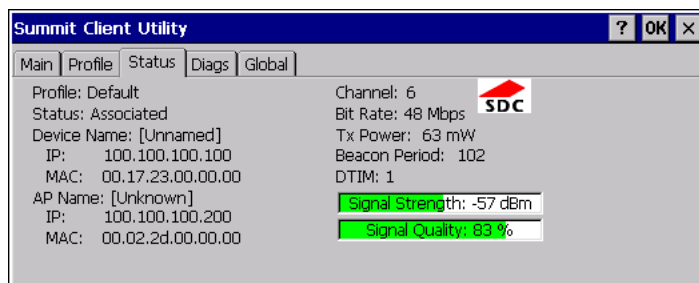 Summit Client Utility ? OK ×
Main Profile Status Diags Global
Profile: Default
Status: Associated
Device Name: [Unnamed]
IP: 100.100.100.100
MAC: 00.17.23.00.00.00
AP Name: [Unknown]
IP: 100.100.100.200
MAC: 00.02.2d.00.00.00
Channel: 6
Bit Rate: 48 Mbps
Tx Power: 63 mW
Beacon Period: 102
DTIM: 1
SDC
Signal Strength: -57 dBm
Signal Quality: 83 %